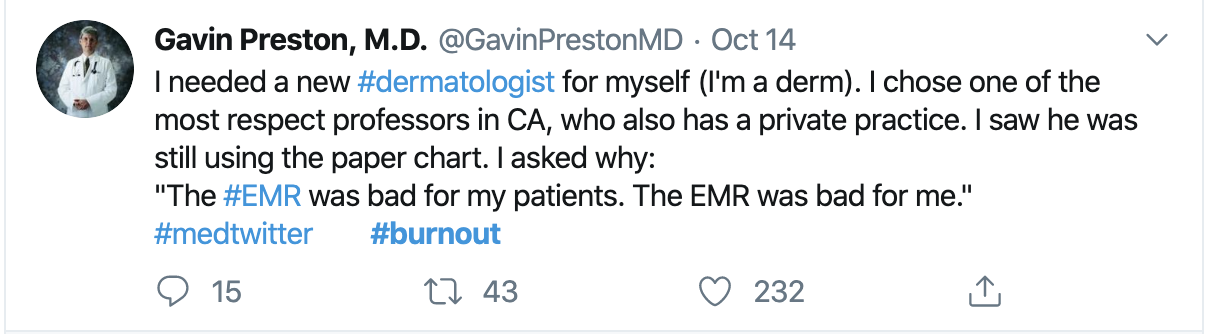 Gavin Preston, M.D. @GavinPrestonMD · Oct 14
I needed a new #dermatologist for myself (I'm a derm). I chose one of the
most respect professors in CA, who also has a private practice. I saw he was
still using the paper chart. I asked why:
"The #EMR was bad for my patients. The EMR was bad for me."
#medtwitter #burnout
15 43 232